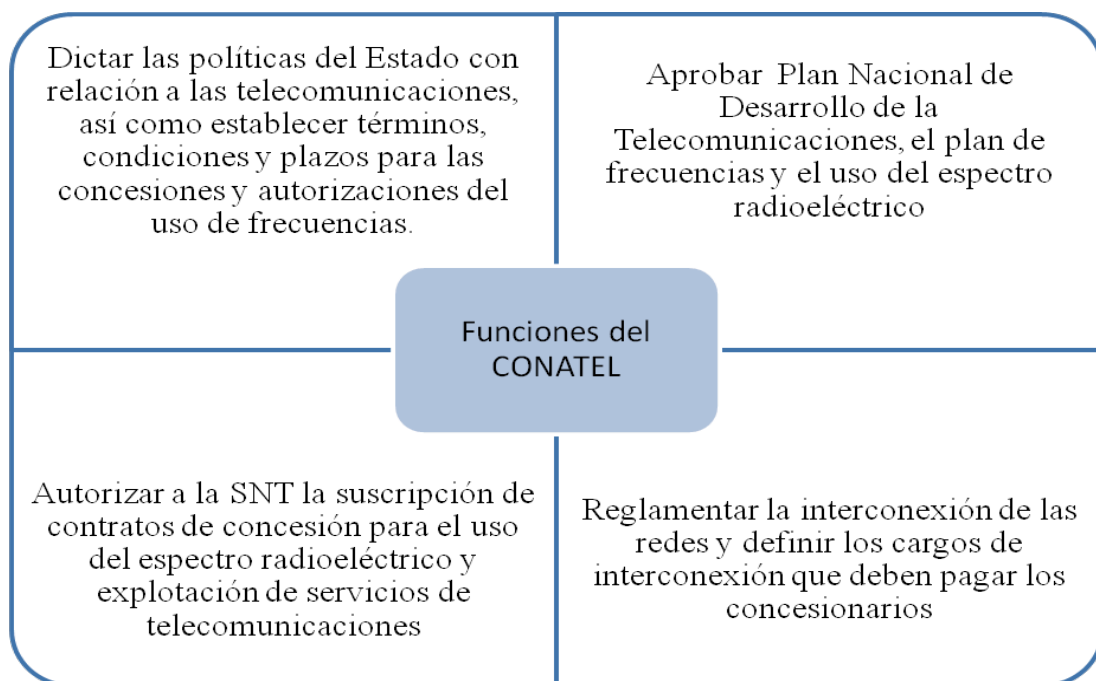 Dictar las políticas del Estado con
relación a las telecomunicaciones,
así como establecer términos,
condiciones y plazos para las
concesiones y autorizaciones del
uso de frecuencias.
Aprobar Plan Nacional de
Desarrollo de la
Telecomunicaciones, el plan de
frecuencias y el uso del espectro
radioeléctrico
Funciones del
CONATEL
Autorizar a la SNT la suscripción de
contratos de concesión para el uso
del espectro radioeléctrico y
explotación de servicios de
telecomunicaciones
Reglamentar la interconexión de las
redes y definir los cargos de
interconexión que deben pagar los
concesionarios